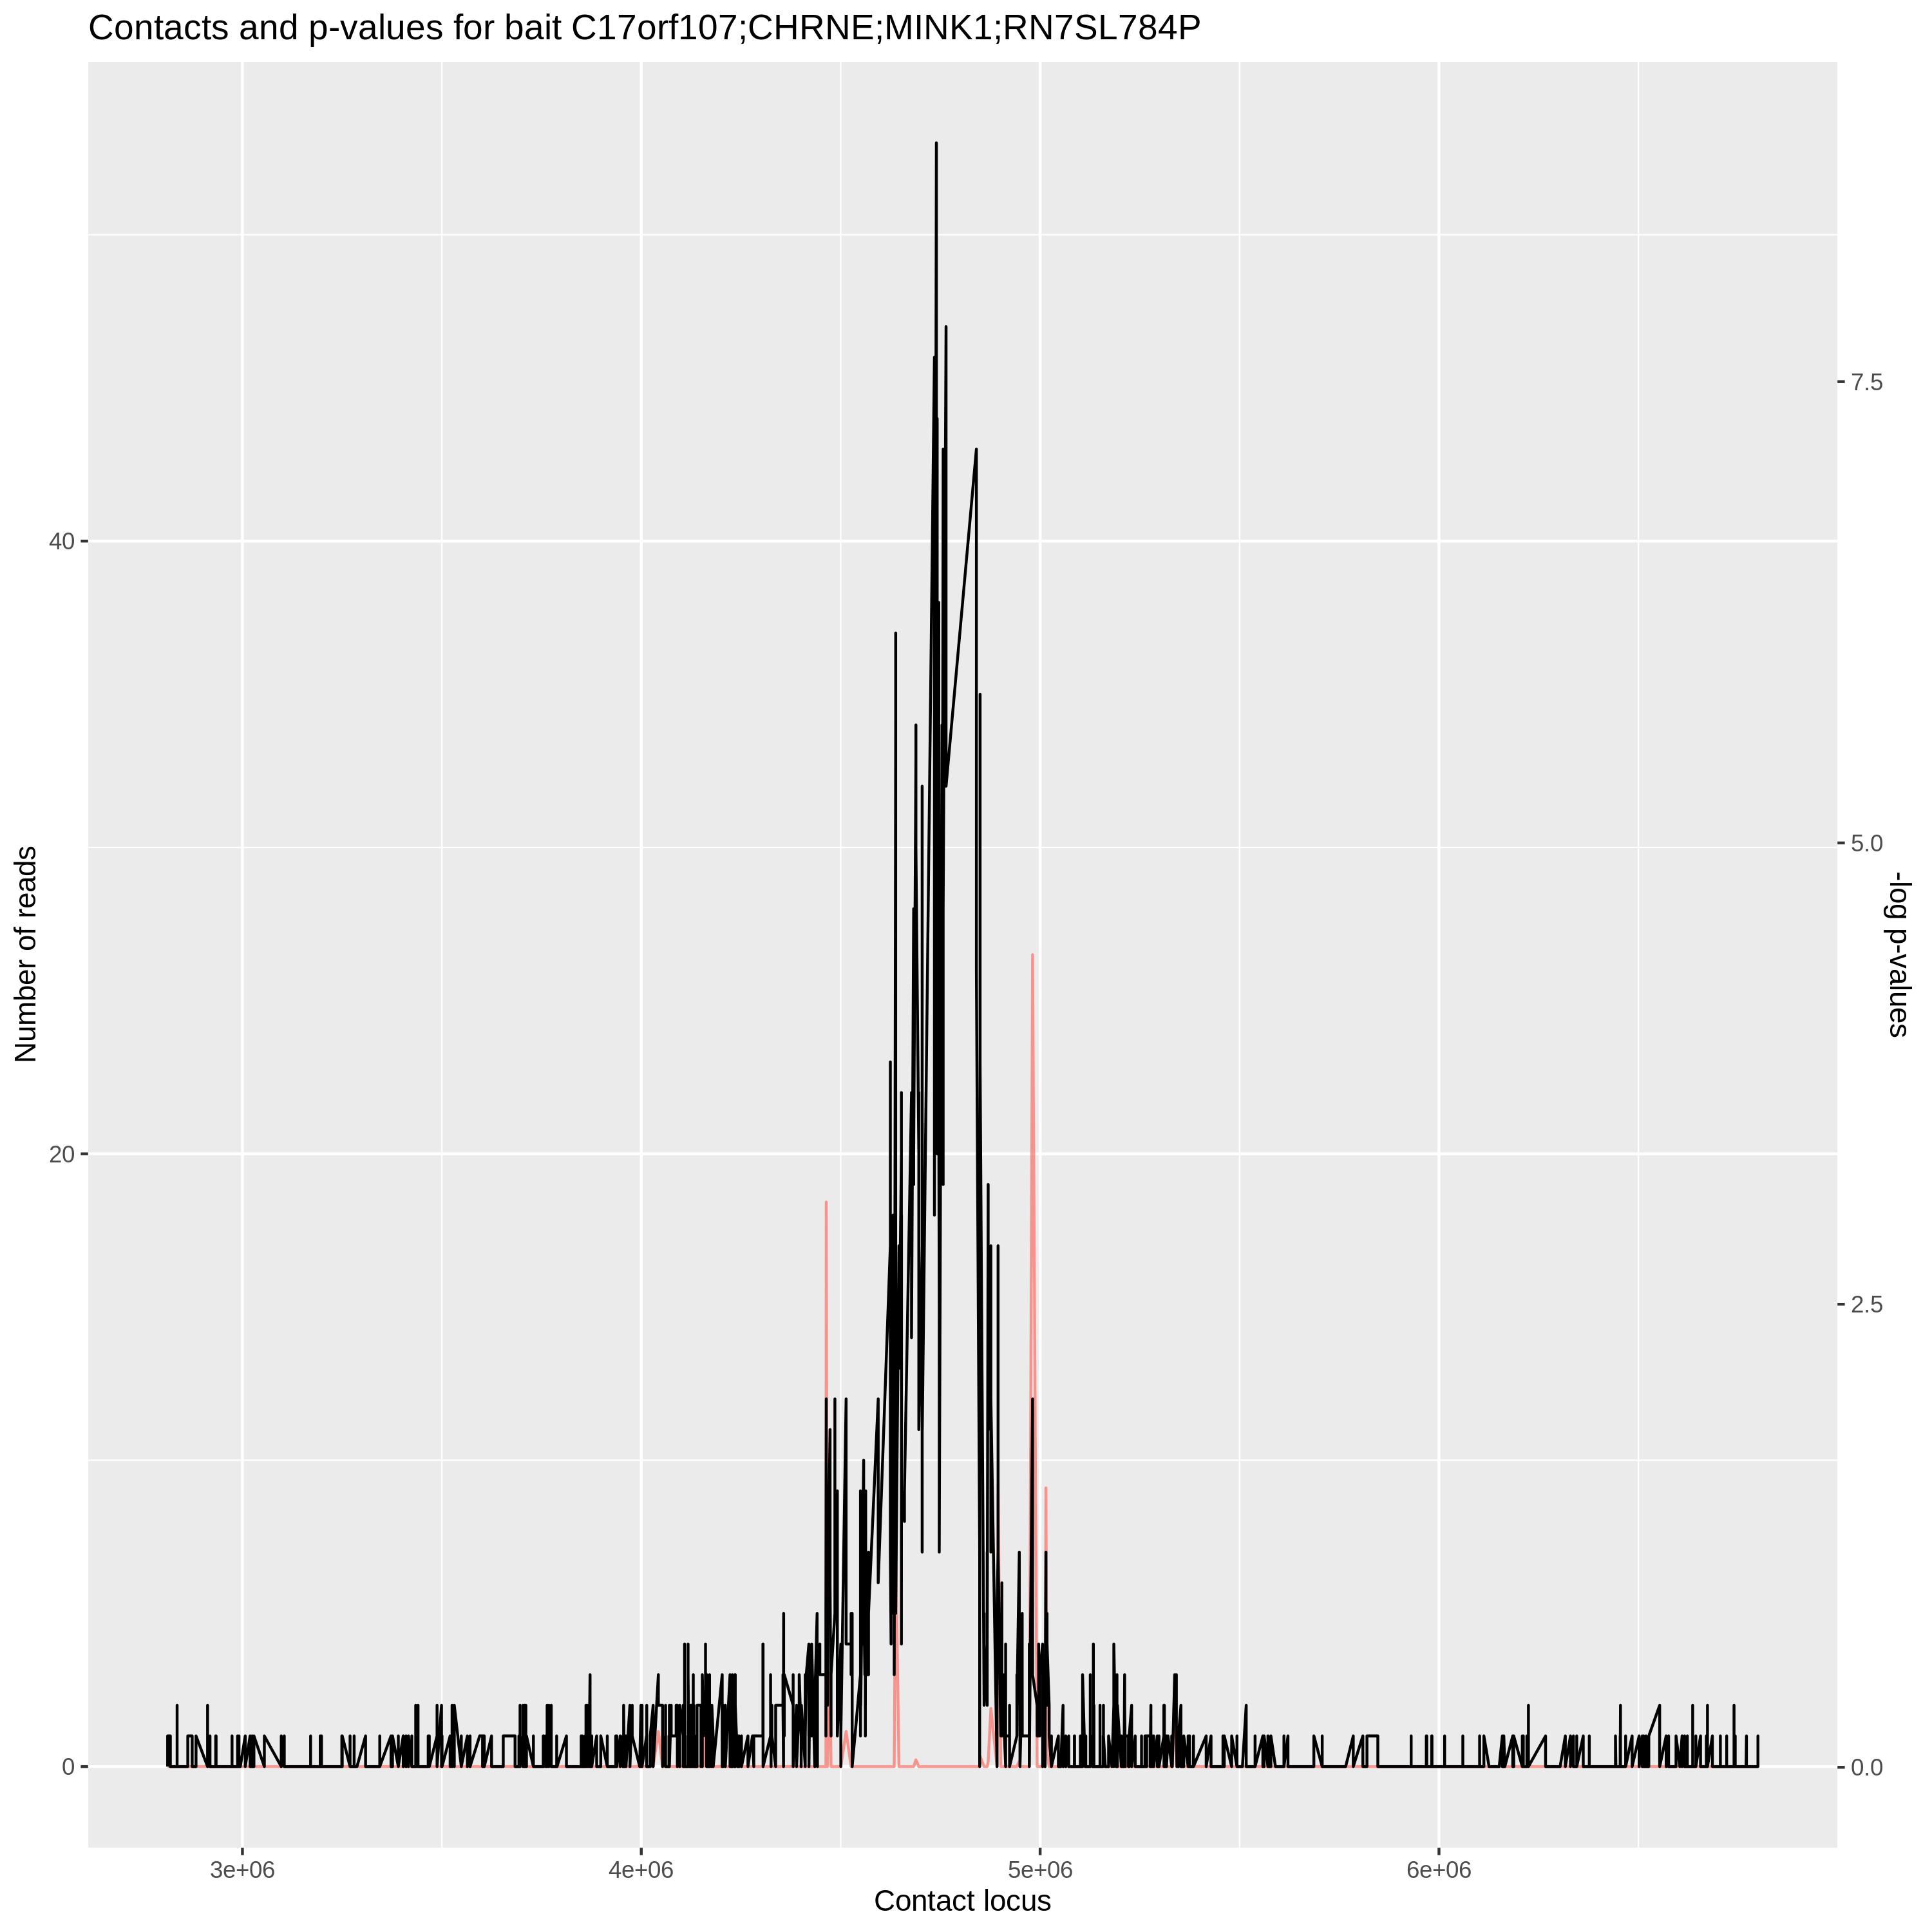 Contacts and p-values for bait C17orf107;CHRNE;MINK1;RN7SL784P
Number of reads
40
20
0
7.5
5.0
2.5
0.0
-log p-values
3e+06 4e+06 5e+06 6e+06
Contact locus